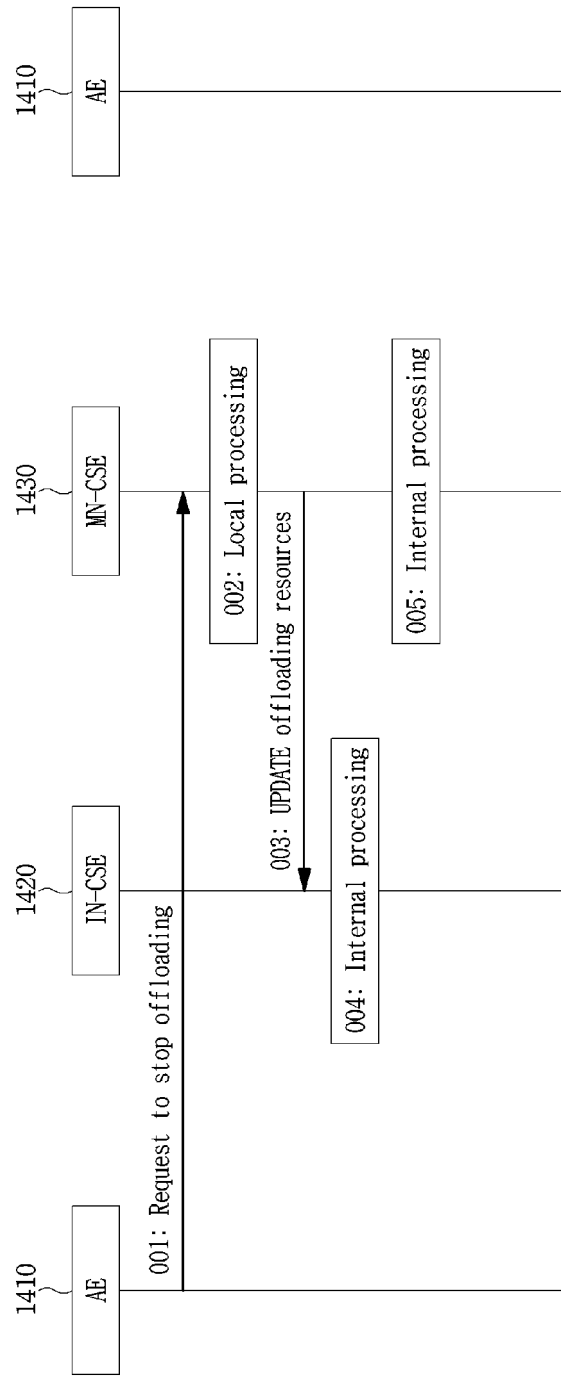 1410
AE
1420
IN-CSE
1430
MN-CSE
1410
AE
001: Request to stop offloading
002: Local processing
003: UPDATE offloading resources
004: Internal processing
005: Internal processing